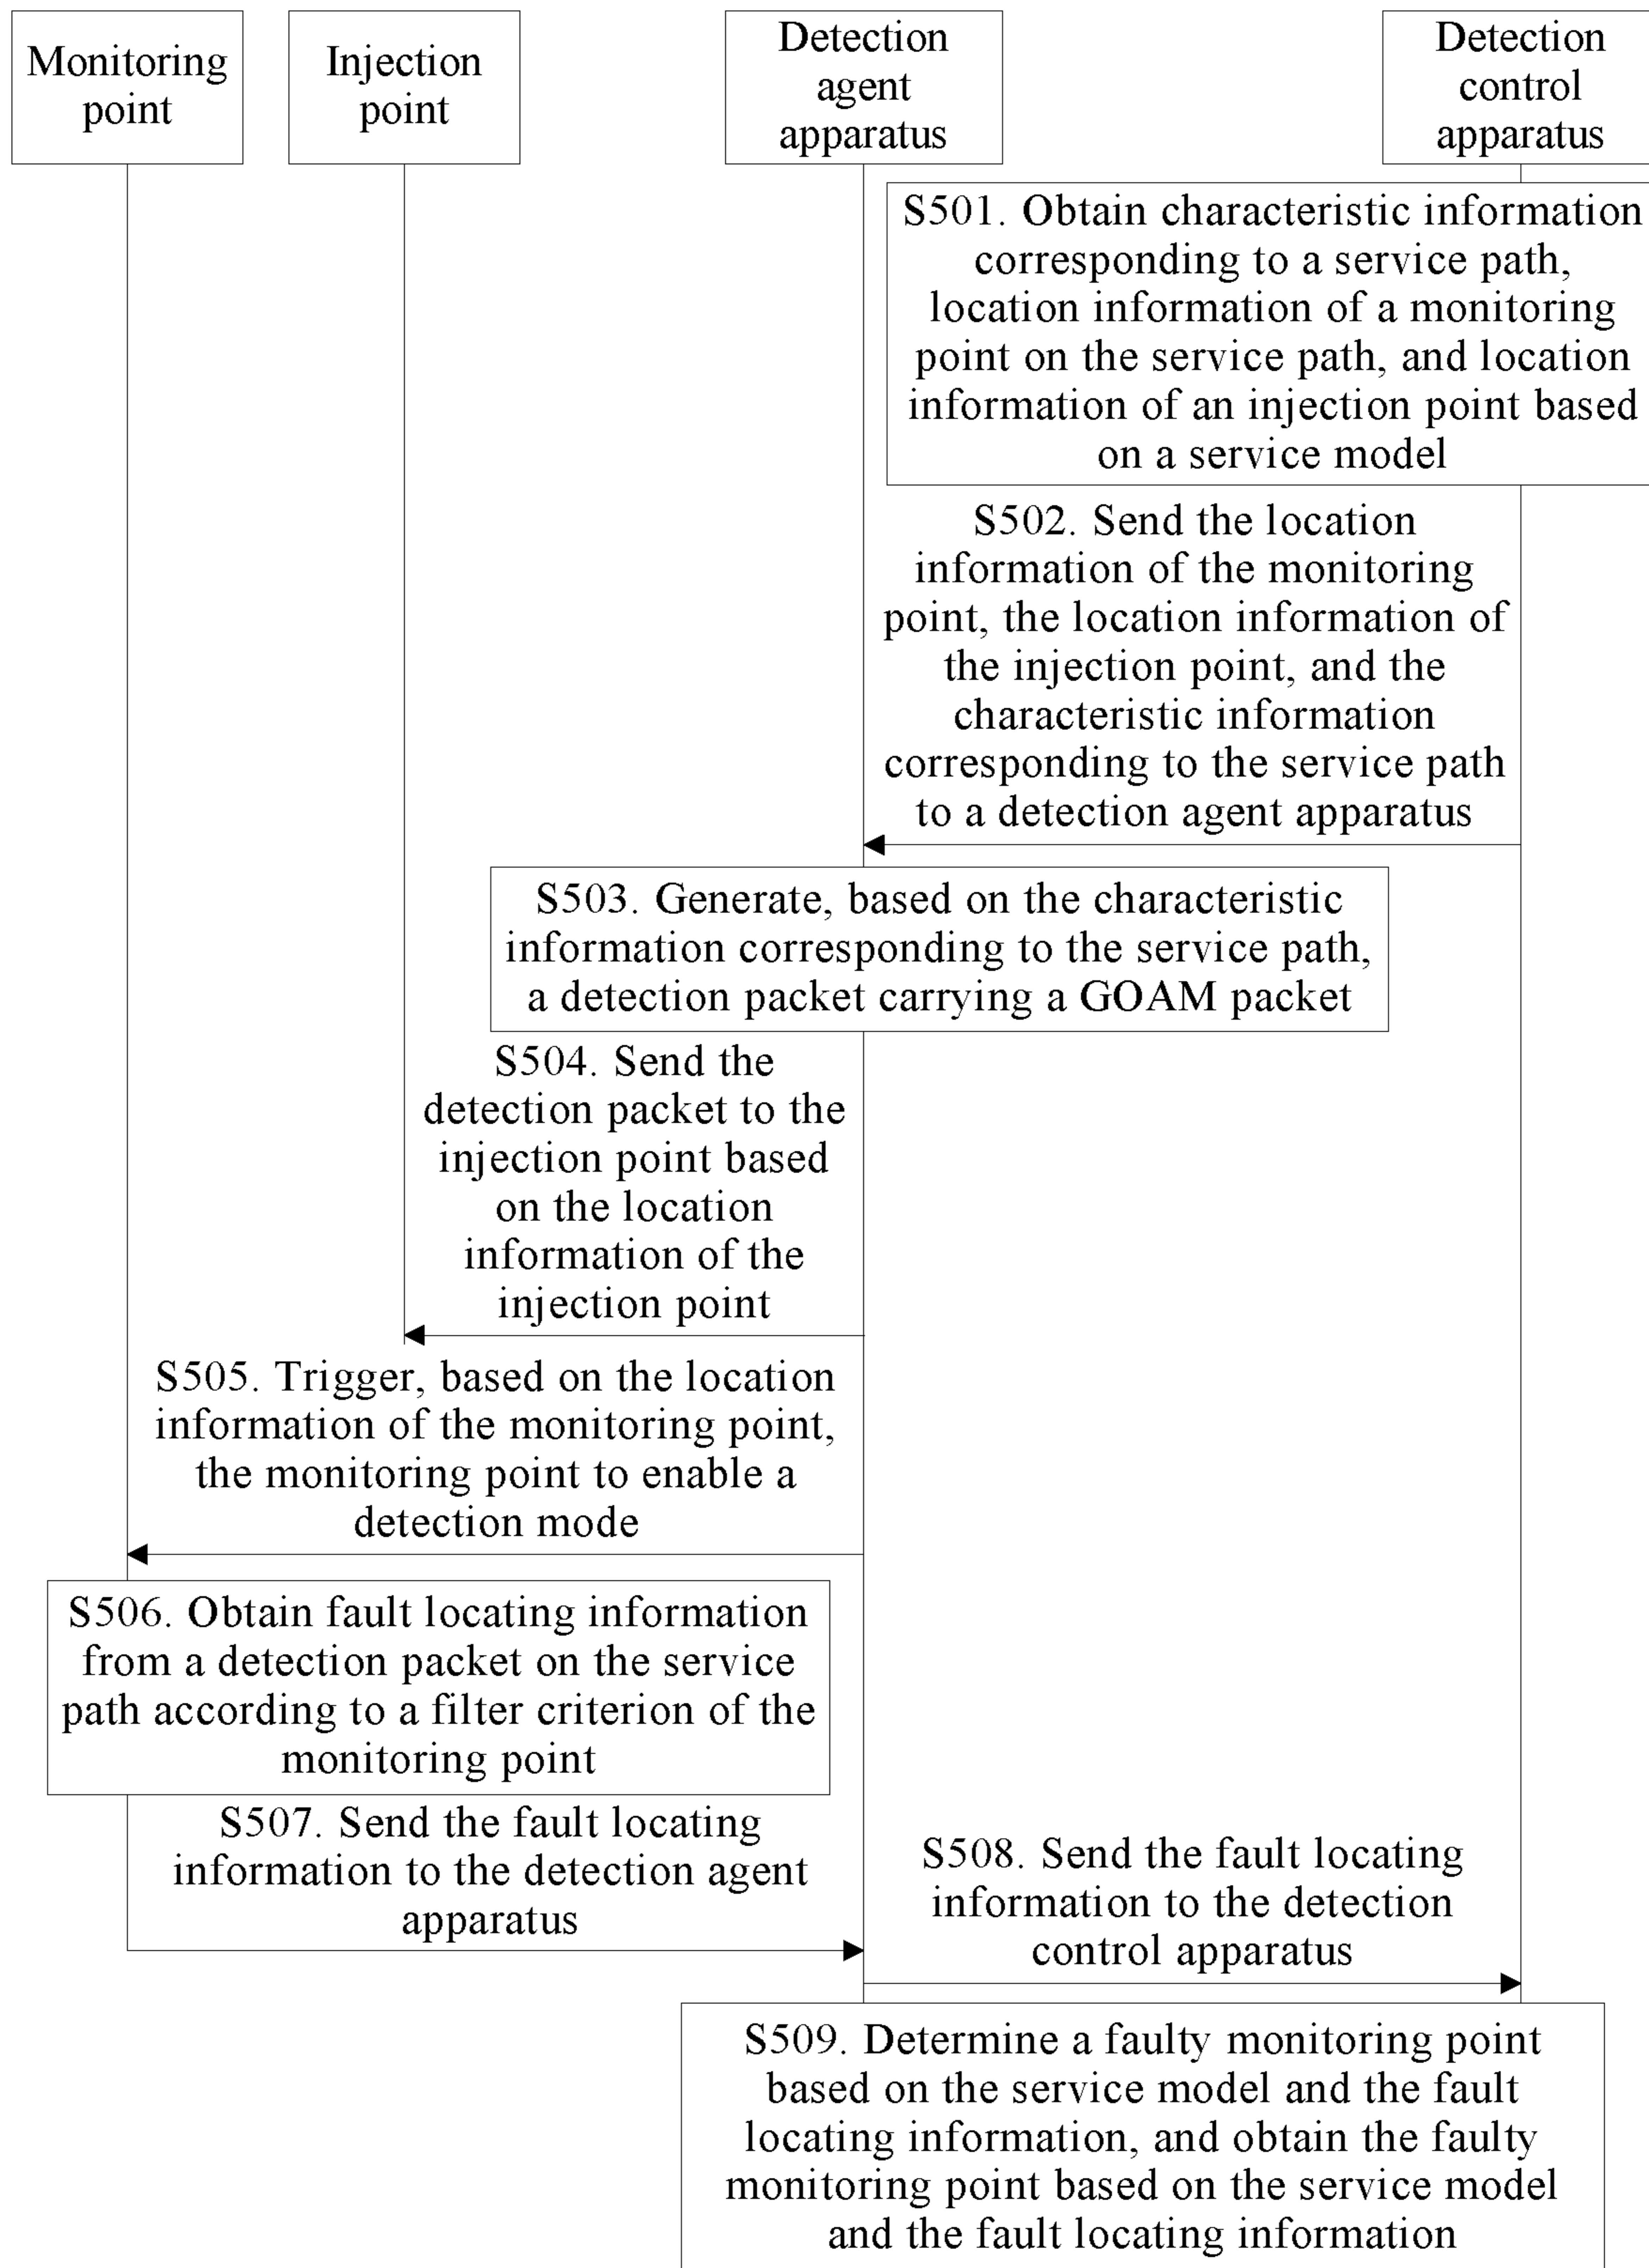 Monitoring
point
Injection
point
Detection
agent
apparatus
Detection
control
apparatus
S501. Obtain characteristic information
corresponding to a service path,
location information of a monitoring
point on the service path, and location
information of an injection point based
on a service model
S502. Send the location
information of the monitoring
point, the location information of
the injection point, and the
characteristic information
corresponding to the service path
to a detection agent apparatus
S503. Generate, based on the characteristic
information corresponding to the service path,
a detection packet carrying a GOAM packet
S504. Send the
detection packet to the
injection point based
on the location
information of the
injection point
S505. Trigger, based on the location
information of the monitoring point,
the monitoring point to enable a
detection mode
S506. Obtain fault locating information
from a detection packet on the service
path according to a filter criterion of the
monitoring point
S507. Send the fault locating
information to the detection agent
apparatus
S508. Send the fault locating
information to the detection
control apparatus
S509. Determine a faulty monitoring point
based on the service model and the fault
locating information, and obtain the faulty
monitoring point based on the service model
and the fault locating information